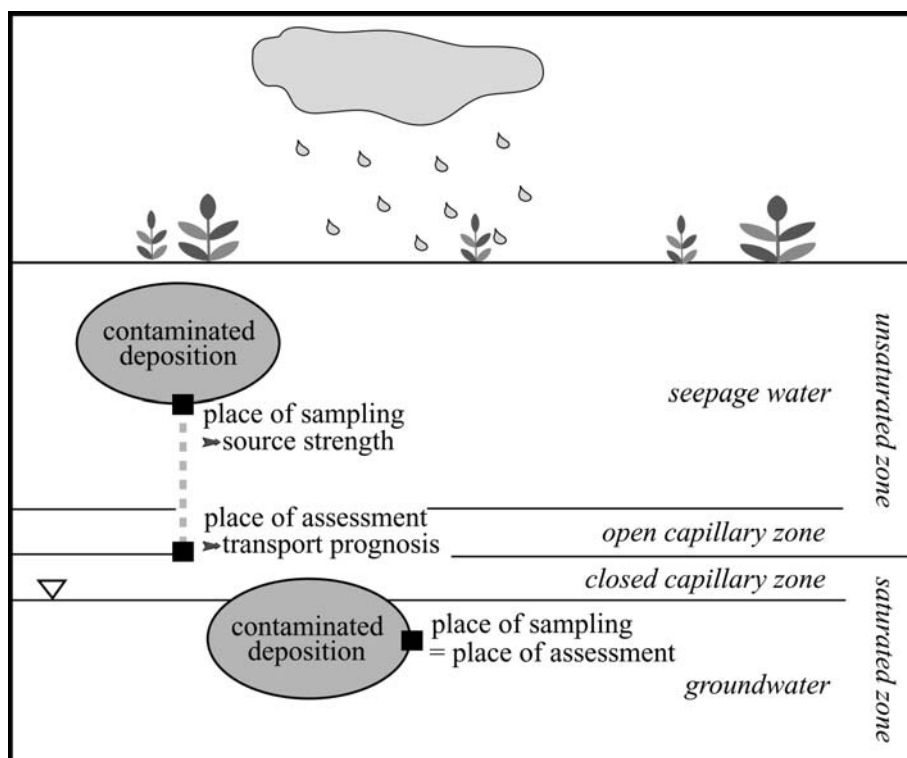 contaminated
deposition
unsaturated zone
seepage water
place of sampling
➤source strength
place of assessment
➤transport prognosis
open capillary zone
closed capillary zone
saturated zone
contaminated
deposition
place of sampling
= place of assessment
groundwater